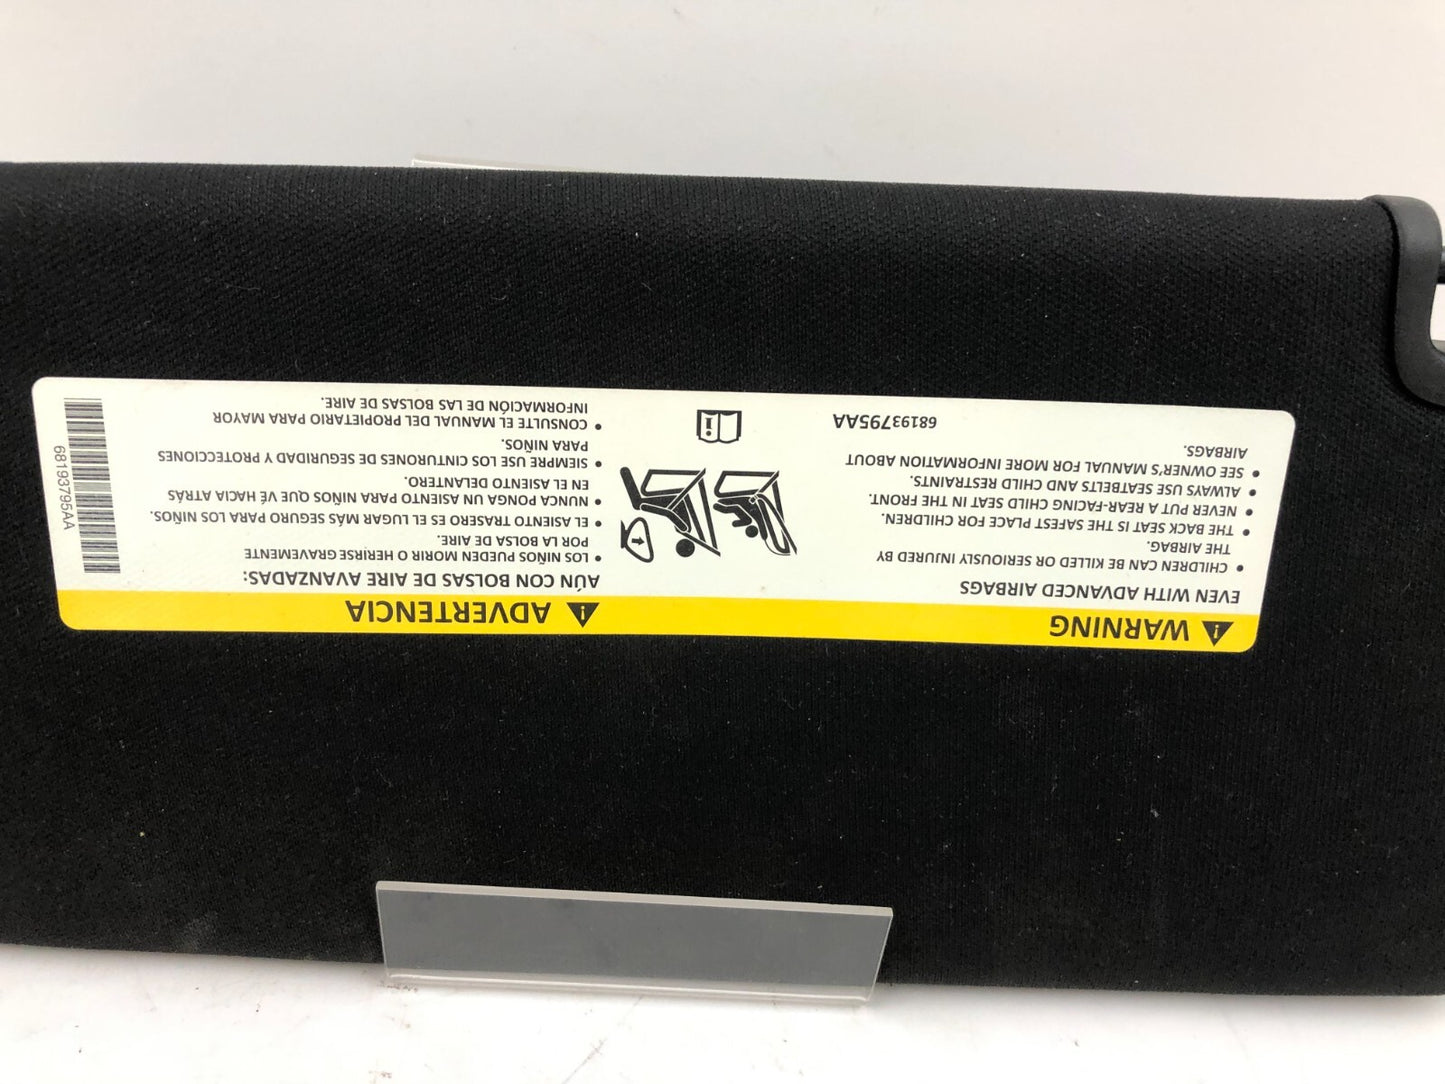 WARNING
EVEN WITH ADVANCED AIRBAGS
• CHILDREN CAN BE KILLED OR SERIOUSLY INJURED BY
THE AIRBAG.
• THE BACK SEAT IS THE SAFEST PLACE FOR CHILDREN.
• NEVER PUT A REAR-FACING CHILD SEAT IN THE FRONT.
• ALWAYS USE SEATBELTS AND CHILD RESTRAINTS.
• SEE OWNER'S MANUAL FOR MORE INFORMATION ABOUT
AIRBAGS.
68193795AA
ADVERTENCIA
AÚN CON BOLSAS DE AIRE AVANZADAS:
• LOS NIÑOS PUEDEN MORIR O HERIRSE GRAVEMENTE
POR LA BOLSA DE AIRE.
• EL ASIENTO TRASERO ES EL LUGAR MÁS SEGURO PARA LOS NIÑOS.
• NUNCA PONGA UN ASIENTO PARA NIÑOS QUE VÉ HACIA ATRÁS
EN EL ASIENTO DELANTERO.
• SIEMPRE USE LOS CINTURONES DE SEGURIDAD Y PROTECCIONES
PARA NIÑOS.
• CONSULTE EL MANUAL DEL PROPIETARIO PARA MAYOR
INFORMACIÓN DE LAS BOLSAS DE AIRE.
68193795AA